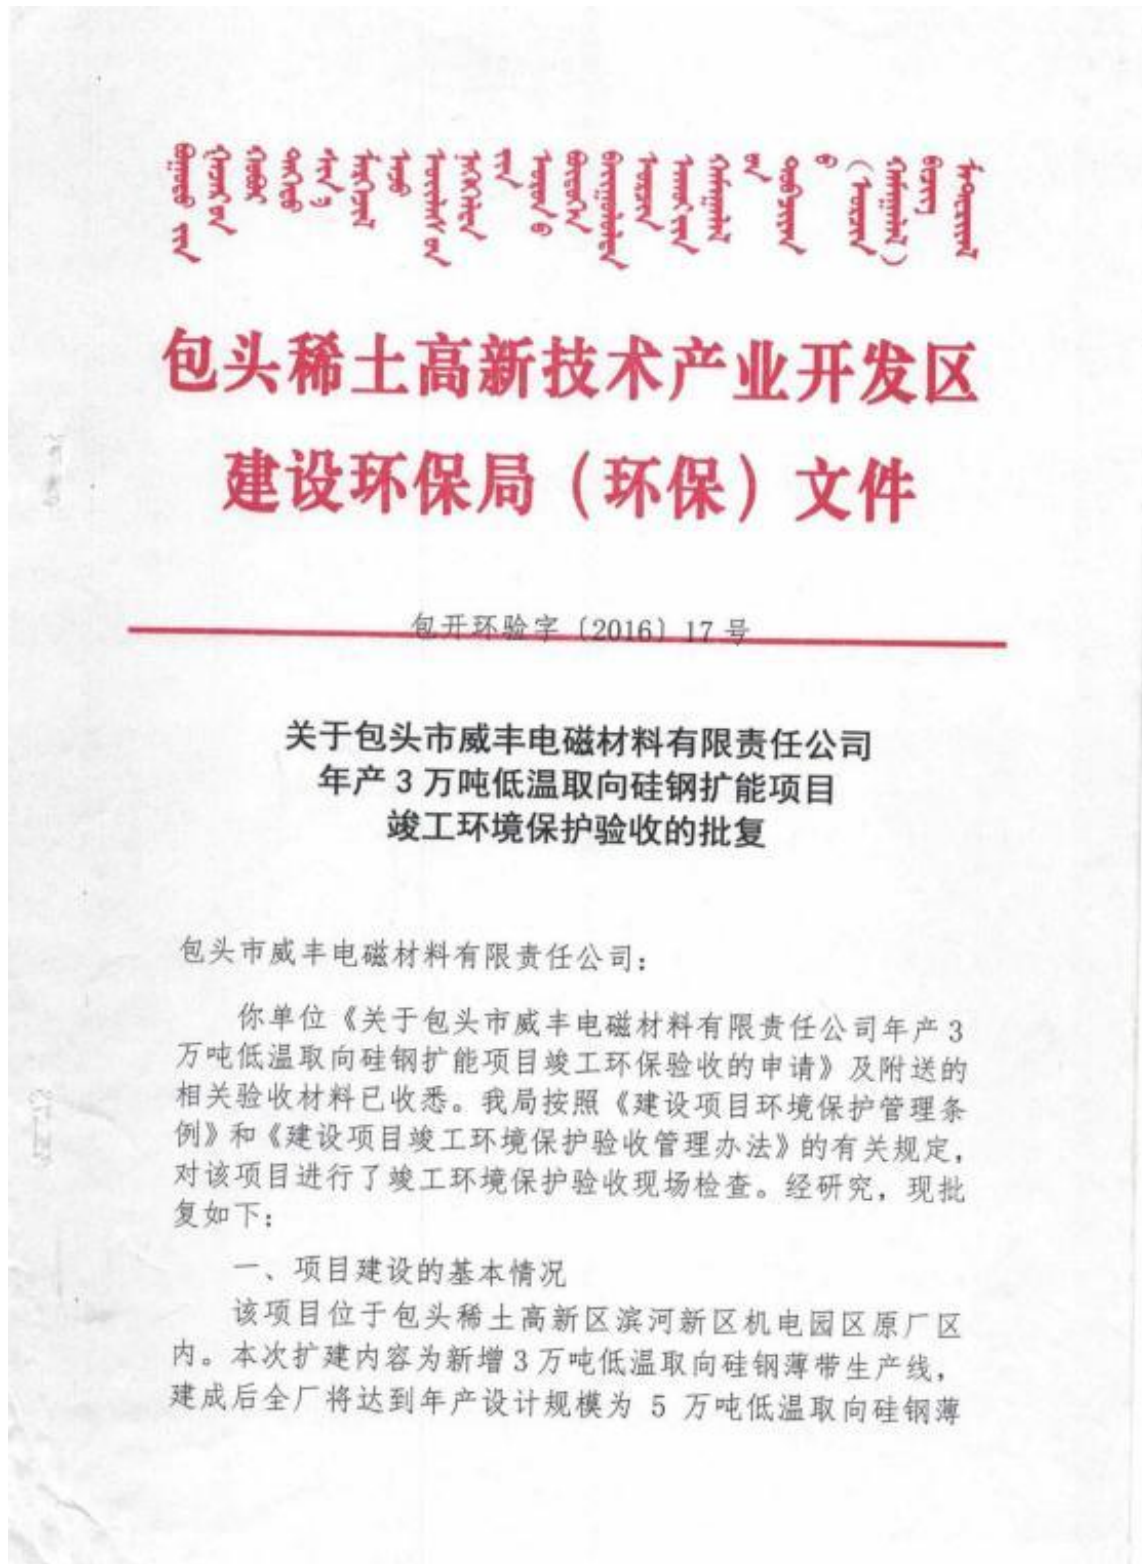 包头稀土高新技术产业开发区
建设环保局（环保）文件
包开环验字〔2016〕17号
关于包头市威丰电磁材料有限责任公司
年产3万吨低温取向硅钢扩能项目
竣工环境保护验收的批复
包头市威丰电磁材料有限责任公司：
你单位《关于包头市威丰电磁材料有限责任公司年产3
万吨低温取向硅钢扩能项目竣工环保验收的申请》及附送的
相关验收材料已收悉。我局按照《建设项目环境保护管理条
例》和《建设项目竣工环境保护验收管理办法》的有关规定，
对该项目进行了竣工环境保护验收现场检查。经研究，现批
复如下：
一、项目建设的基本情况
该项目位于包头稀土高新区滨河新区机电园区原厂区
内。本次扩建内容为新增3万吨低温取向硅钢薄带生产线，
建成后全厂将达到年产设计规模为 5 万吨低温取向硅钢薄